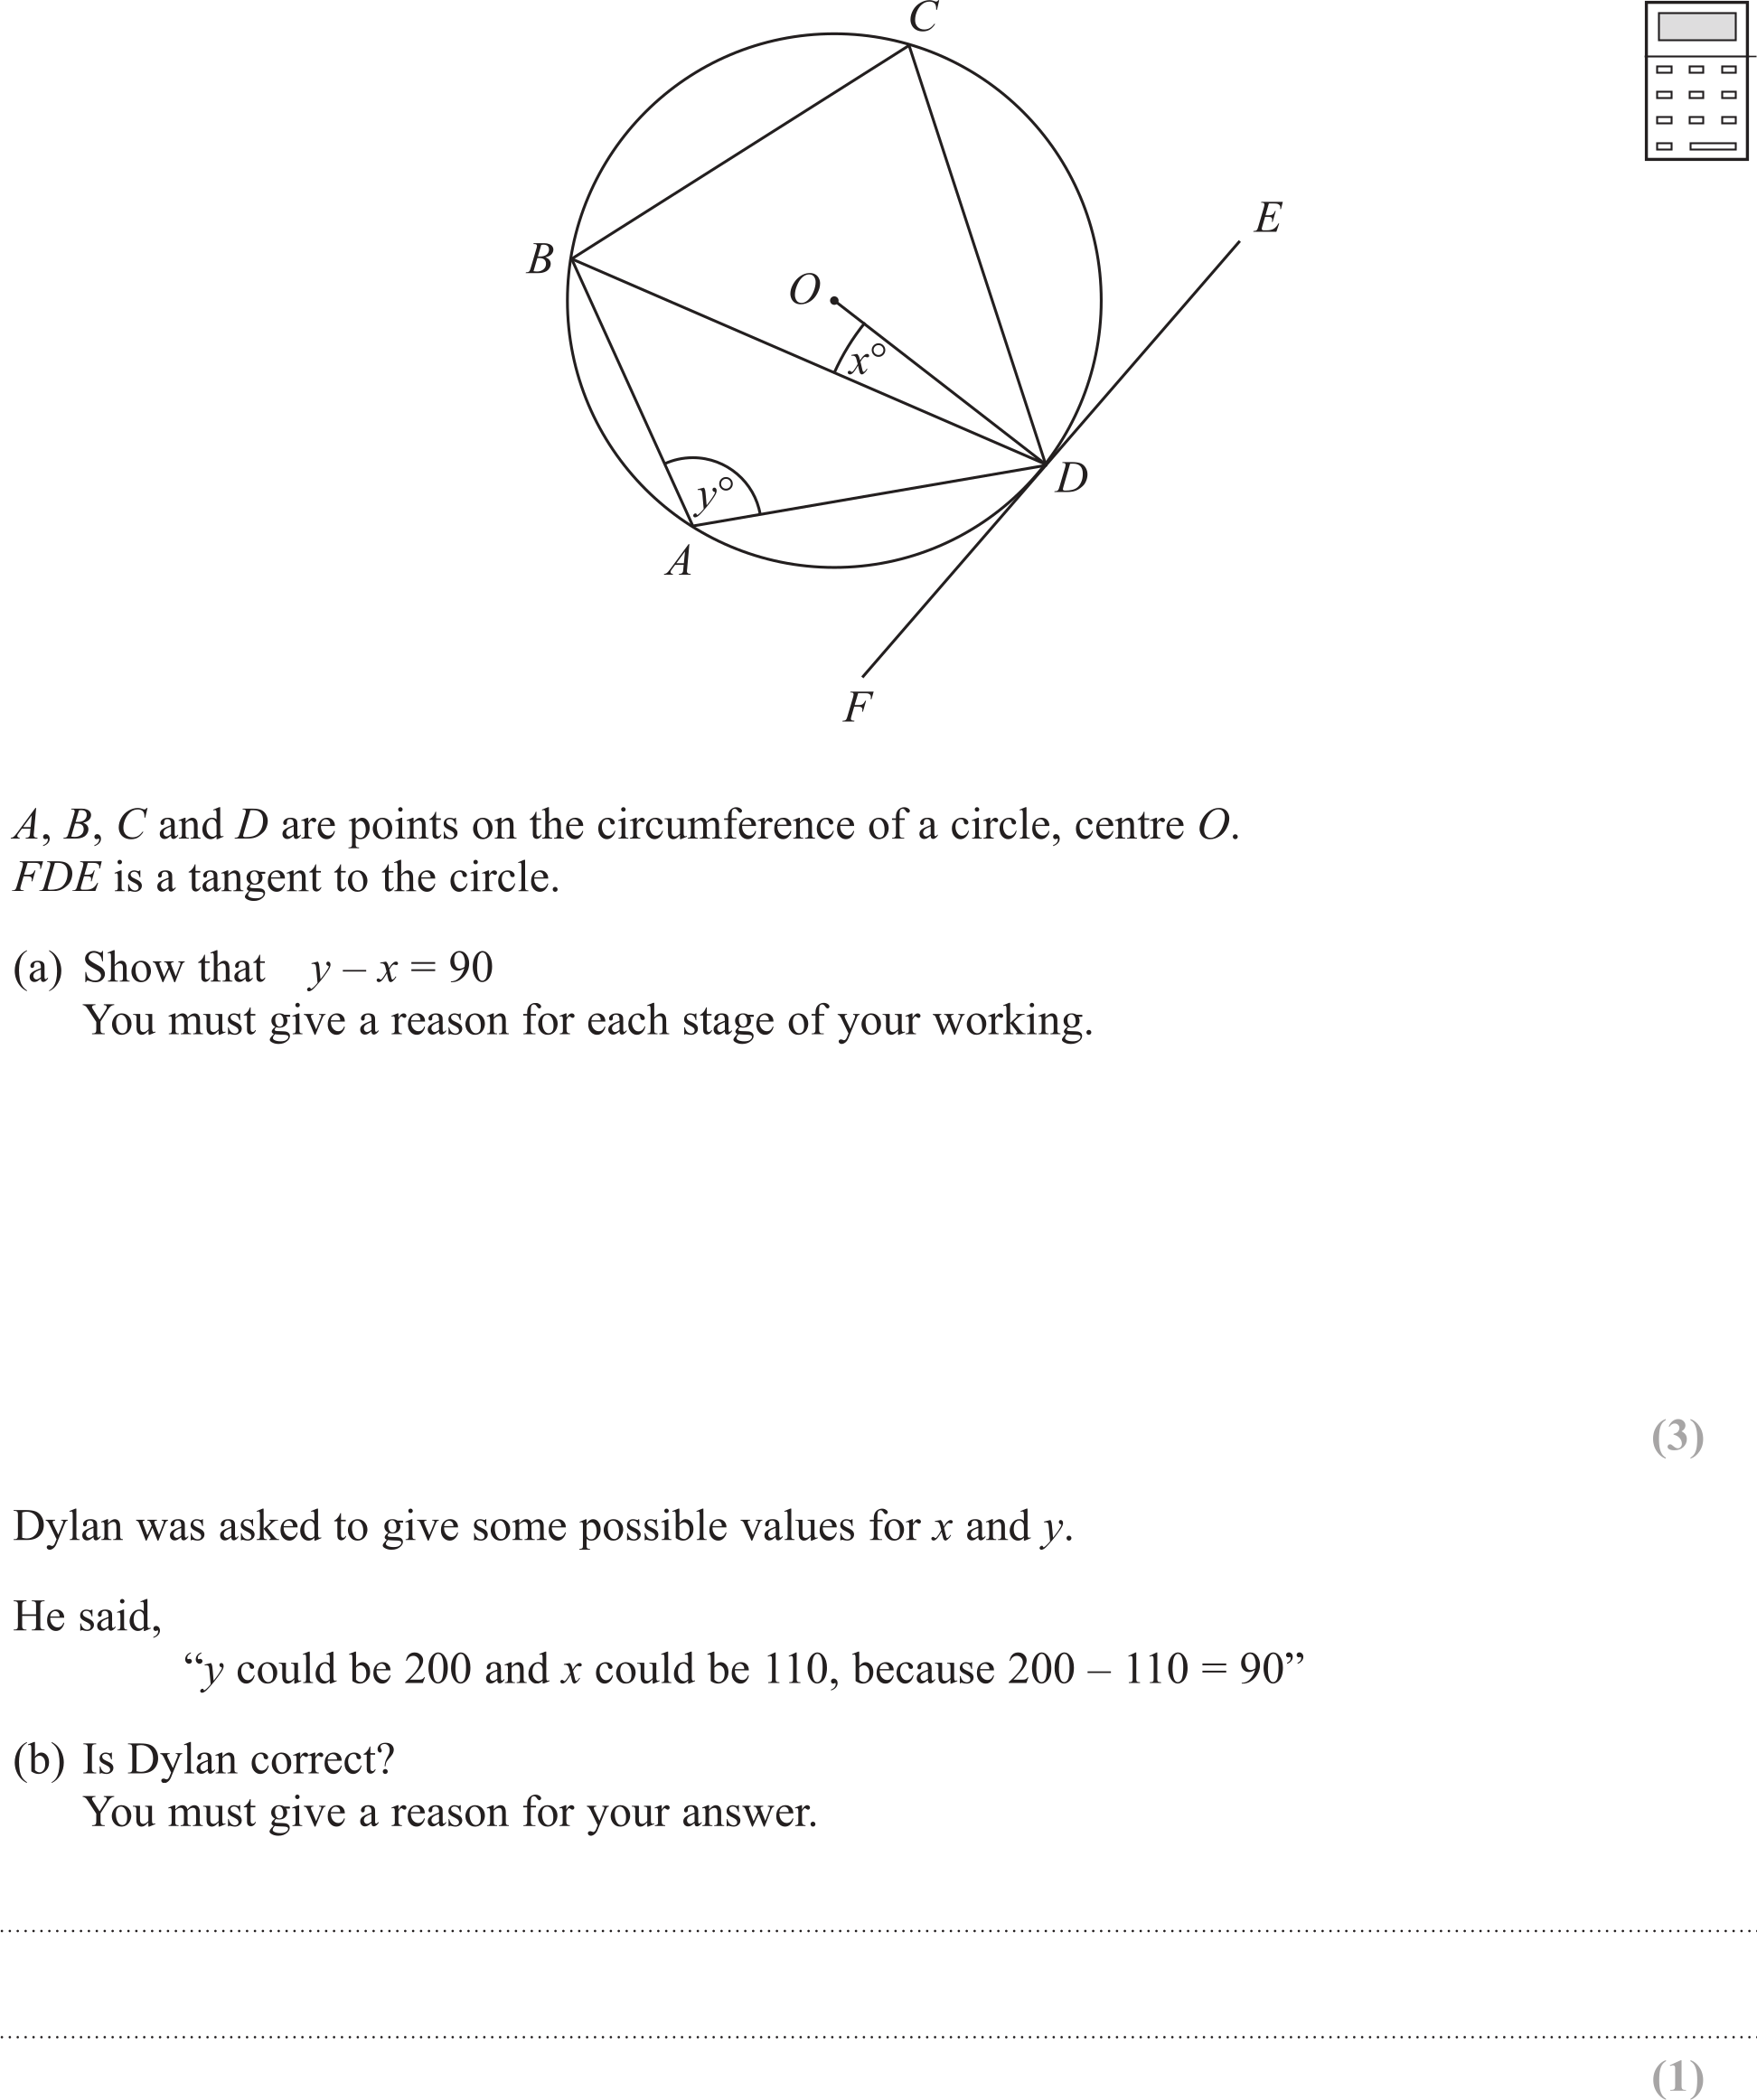 C
E
B
O
x°
D
y°
A
F
A, B, C and D are points on the circumference of a circle, centre O.
FDE is a tangent to the circle.
(a) Show that y – x = 90
You must give a reason for each stage of your working.
(3)
Dylan was asked to give some possible values for x and y.
He said,
“y could be 200 and x could be 110, because 200 – 110 = 90”
(b) Is Dylan correct?
You must give a reason for your answer.
(1)